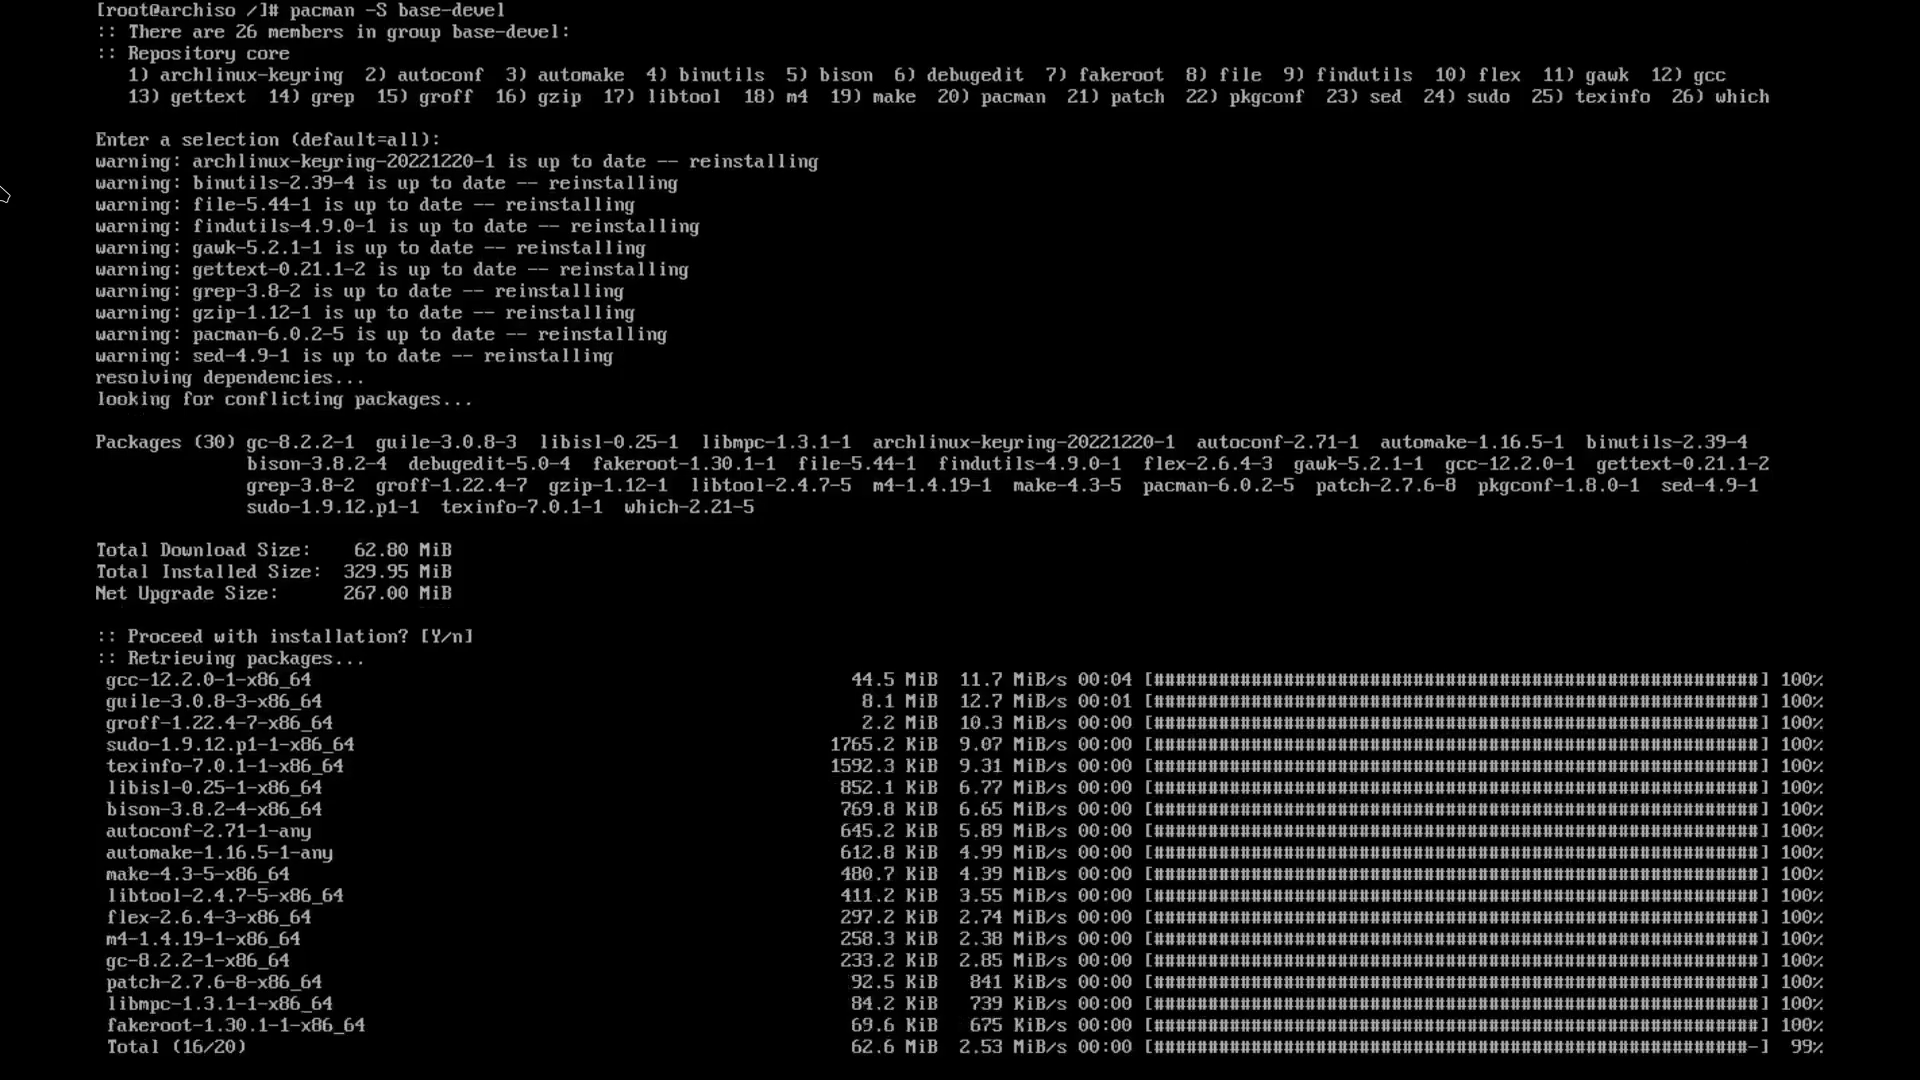 [root@archiso /]# pacman -S base-devel
:: There are 26 members in group base-devel:
:: Repository core
   1) archlinux-keyring  2) autoconf  3) automake  4) binutils  5) bison  6) debugedit  7) fakeroot  8) file  9) findutils  10) flex  11) gawk  12) gcc
   13) gettext  14) grep  15) groff  16) gzip  17) libtool  18) m4  19) make  20) pacman  21) patch  22) pkgconf  23) sed  24) sudo  25) texinfo  26) which
Enter a selection (default=all):
warning: archlinux-keyring-20221220-1 is up to date -- reinstalling
warning: binutils-2.39-4 is up to date -- reinstalling
warning: file-5.44-1 is up to date -- reinstalling
warning: findutils-4.9.0-1 is up to date -- reinstalling
warning: gawk-5.2.1-1 is up to date -- reinstalling
warning: gettext-0.21.1-2 is up to date -- reinstalling
warning: grep-3.8-2 is up to date -- reinstalling
warning: gzip-1.12-1 is up to date -- reinstalling
warning: pacman-6.0.2-5 is up to date -- reinstalling
warning: sed-4.9-1 is up to date -- reinstalling
resolving dependencies...
looking for conflicting packages...
Packages (30) gc-8.2.2-1  guile-3.0.8-3  libisl-0.25-1  libmpc-1.3.1-1  archlinux-keyring-20221220-1  autoconf-2.71-1  automake-1.16.5-1  binutils-2.39-4
              bison-3.8.2-4  debugedit-5.0-4  fakeroot-1.30.1-1  file-5.44-1  findutils-4.9.0-1  flex-2.6.4-3  gawk-5.2.1-1  gcc-12.2.0-1  gettext-0.21.1-2
              grep-3.8-2  groff-1.22.4-7  gzip-1.12-1  libtool-2.4.7-5  m4-1.4.19-1  make-4.3-5  pacman-6.0.2-5  patch-2.7.6-8  pkgconf-1.8.0-1  sed-4.9-1
              sudo-1.9.12.p1-1  texinfo-7.0.1-1  which-2.21-5
Total Download Size:    62.80 MiB
Total Installed Size:  329.95 MiB
Net Upgrade Size:      267.00 MiB
:: Proceed with installation? [Y/n]
:: Retrieving packages...
 gcc-12.2.0-1-x86_64 44.5 MiB 11.7 MiB/s 00:04 [########################################################] 100%
 guile-3.0.8-3-x86_64 8.1 MiB 12.7 MiB/s 00:01 [########################################################] 100%
 groff-1.22.4-7-x86_64 2.2 MiB 10.3 MiB/s 00:00 [########################################################] 100%
 sudo-1.9.12.p1-1-x86_64 1765.2 KiB 9.07 MiB/s 00:00 [########################################################] 100%
 texinfo-7.0.1-1-x86_64 1592.3 KiB 9.31 MiB/s 00:00 [########################################################] 100%
 libisl-0.25-1-x86_64 852.1 KiB 6.77 MiB/s 00:00 [########################################################] 100%
 bison-3.8.2-4-x86_64 769.8 KiB 6.65 MiB/s 00:00 [########################################################] 100%
 autoconf-2.71-1-any 645.2 KiB 5.89 MiB/s 00:00 [########################################################] 100%
 automake-1.16.5-1-any 612.8 KiB 4.99 MiB/s 00:00 [########################################################] 100%
 make-4.3-5-x86_64 480.7 KiB 4.39 MiB/s 00:00 [########################################################] 100%
 libtool-2.4.7-5-x86_64 411.2 KiB 3.55 MiB/s 00:00 [########################################################] 100%
 flex-2.6.4-3-x86_64 297.2 KiB 2.74 MiB/s 00:00 [########################################################] 100%
 m4-1.4.19-1-x86_64 258.3 KiB 2.38 MiB/s 00:00 [########################################################] 100%
 gc-8.2.2-1-x86_64 233.2 KiB 2.85 MiB/s 00:00 [########################################################] 100%
 patch-2.7.6-8-x86_64 92.5 KiB 841 KiB/s 00:00 [########################################################] 100%
 libmpc-1.3.1-1-x86_64 84.2 KiB 739 KiB/s 00:00 [########################################################] 100%
 fakeroot-1.30.1-1-x86_64 69.6 KiB 675 KiB/s 00:00 [########################################################] 100%
 Total (16/20) 62.6 MiB 2.53 MiB/s 00:00 [#######################################################-] 99%